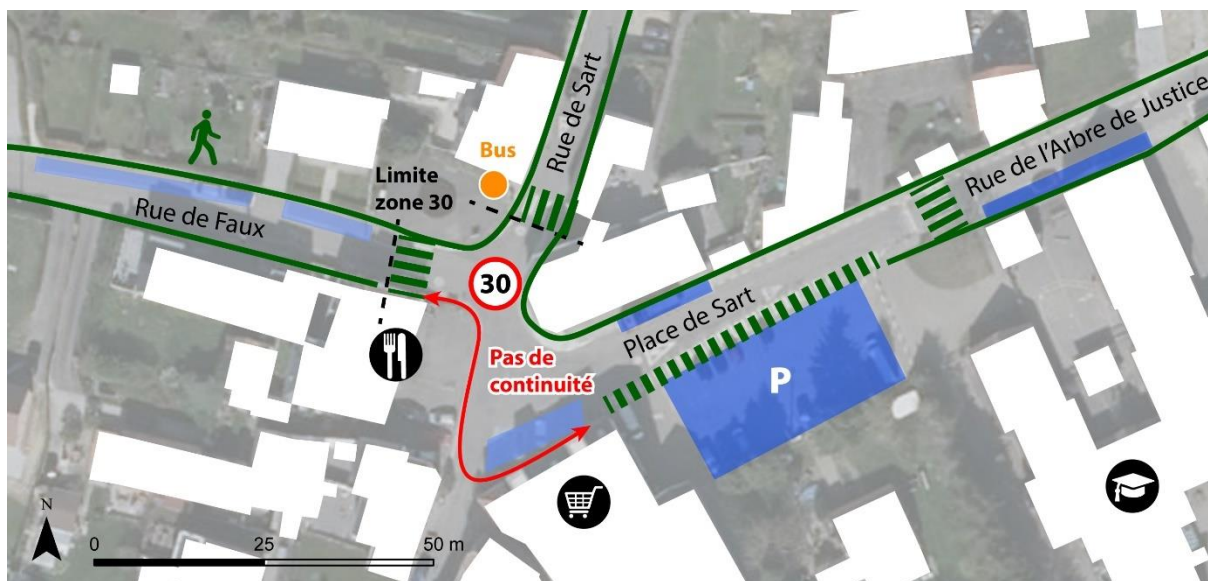 Rue de Sart
Rue de l'Arbre de Justice
Bus
Limite
zone 30
Rue de Faux
30
Place de Sart
Pas de
continuité
P
N
0 25 50 m